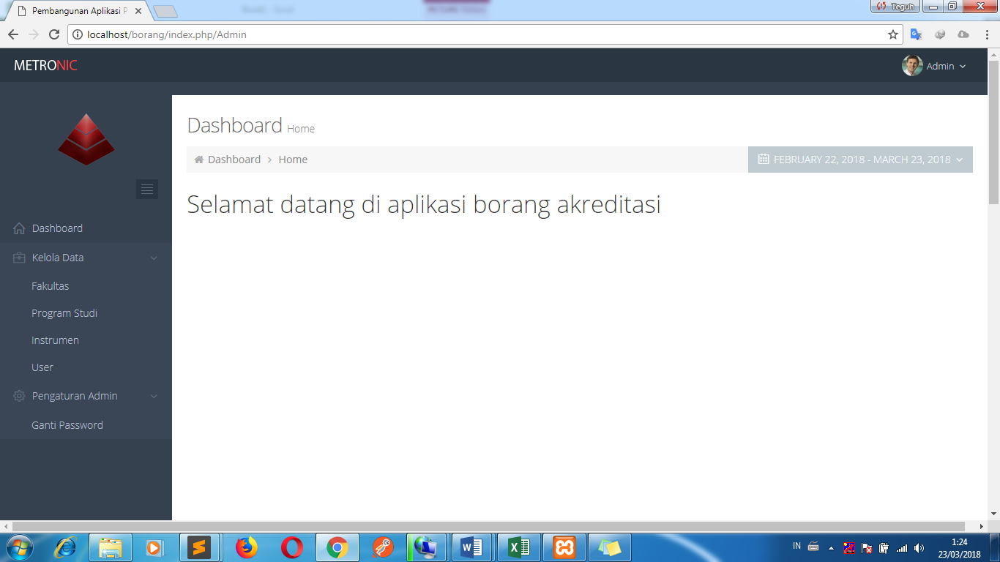 Pembangunan Aplikasi P
Teguh
localhost/borang/index.php/Admin
METRONIC
Admin
Dashboard Home
Dashboard > Home
FEBRUARY 22, 2018 - MARCH 23, 2018
Selamat datang di aplikasi borang akreditasi
Dashboard
Kelola Data
Fakultas
Program Studi
Instrumen
User
Pengaturan Admin
Ganti Password
IN
1:24
23/03/2018